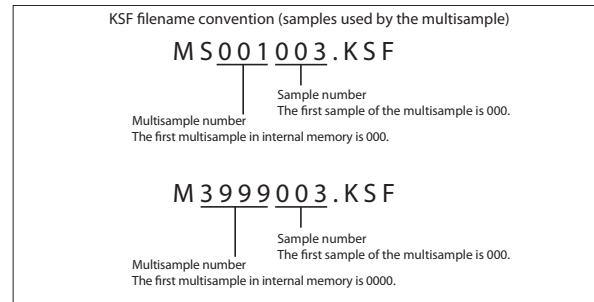 KSF filename convention (samples used by the multisample)
MS001003.KSF
Sample number
The first sample of the multisample is 000.
Multisample number
The first multisample in internal memory is 000.
M3999003.KSF
Sample number
The first sample of the multisample is 000.
Multisample number
The first multisample in internal memory is 0000.